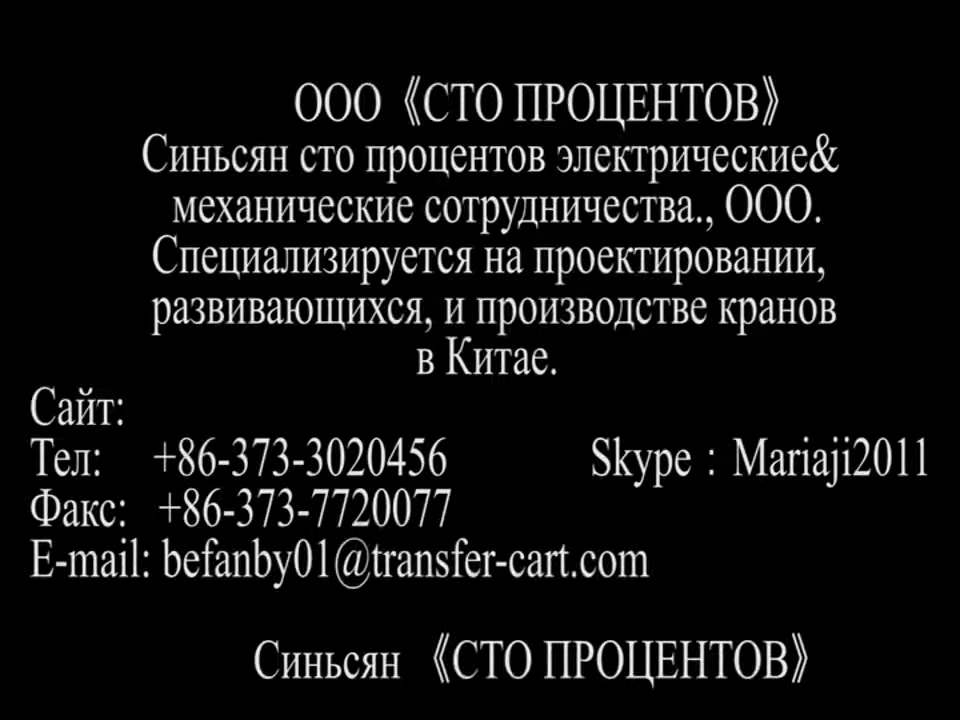 ООО《СТО ПРОЦЕНТОВ》
Синьсян сто процентов электрические&
механические сотрудничества., ООО.
Специализируется на проектировании,
развивающихся, и производстве кранов
в Китае.
Сайт:
Тел: +86-373-3020456 Skype : Mariaji2011
Факс: +86-373-7720077
E-mail: befanby01@transfer-cart.com
Синьсян 《СТО ПРОЦЕНТОВ》